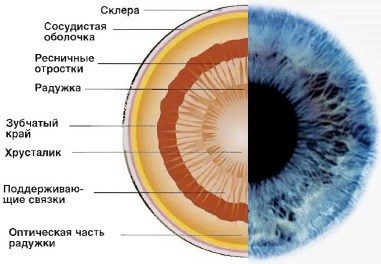 Склера
Сосудистая
оболочка
Ресничные
отростки
Радужка
Зубчатый
край
Хрусталик
Поддерживаю-
щие связки
Оптическая часть
радужки